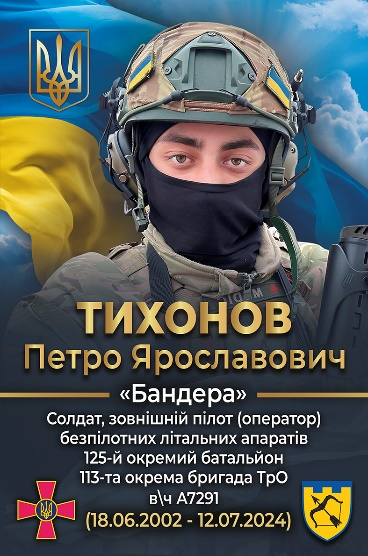 ТИХОНОВ
Петро Ярославович
«Бандера»
Солдат, зовнішній пілот (оператор)
безпілотних літальних апаратів
125-й окремий батальйон
113-та окрема бригада ТрО
в\ч А7291
(18.06.2002 - 12.07.2024)